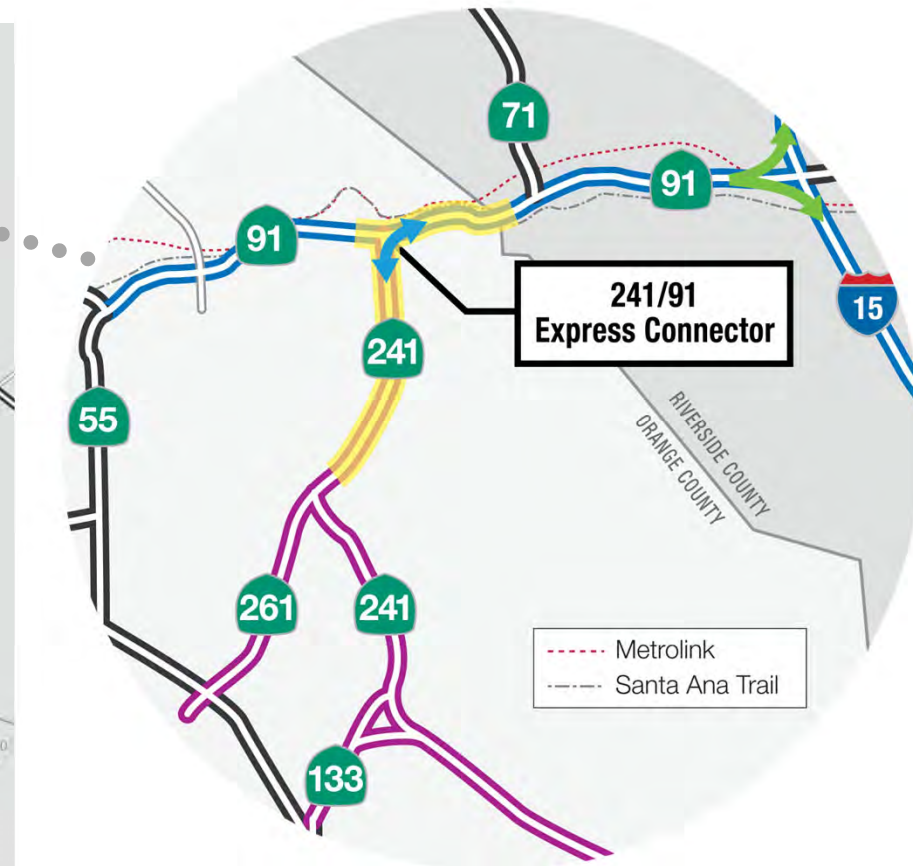 71
91
91
241/91
Express Connector
15
241
55
RIVERSIDE COUNTY
ORANGE COUNTY
261
241
Metrolink
Santa Ana Trail
133
0